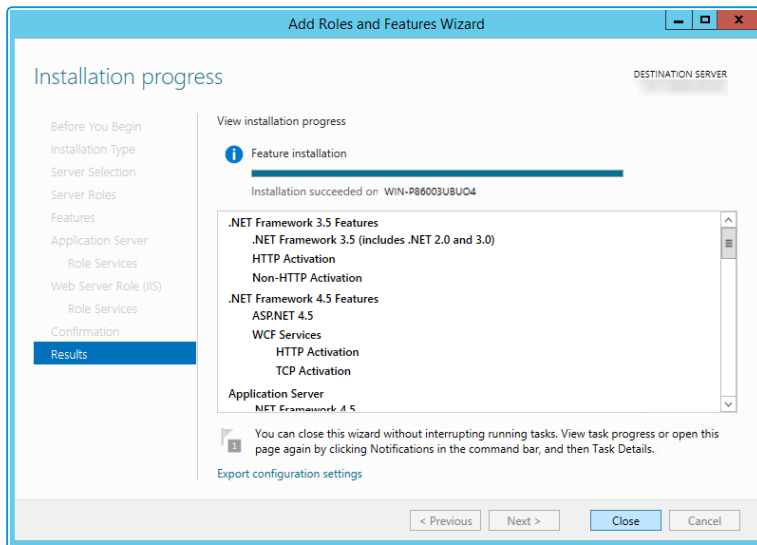 Add Roles and Features Wizard
Installation progress
DESTINATION SERVER
Before You Begin
Installation Type
Server Selection
Server Roles
Features
Application Server
Role Services
Web Server Role (IIS)
Role Services
Confirmation
Results
View installation progress
Feature installation
Installation succeeded on WIN-P86003UBUO4
.NET Framework 3.5 Features
.NET Framework 3.5 (includes .NET 2.0 and 3.0)
HTTP Activation
Non-HTTP Activation
.NET Framework 4.5 Features
ASP.NET 4.5
WCF Services
HTTP Activation
TCP Activation
Application Server
.NET Framework 4.5
1
You can close this wizard without interrupting running tasks. View task progress or open this
page again by clicking Notifications in the command bar, and then Task Details.
Export configuration settings
< Previous
Next >
Close
Cancel